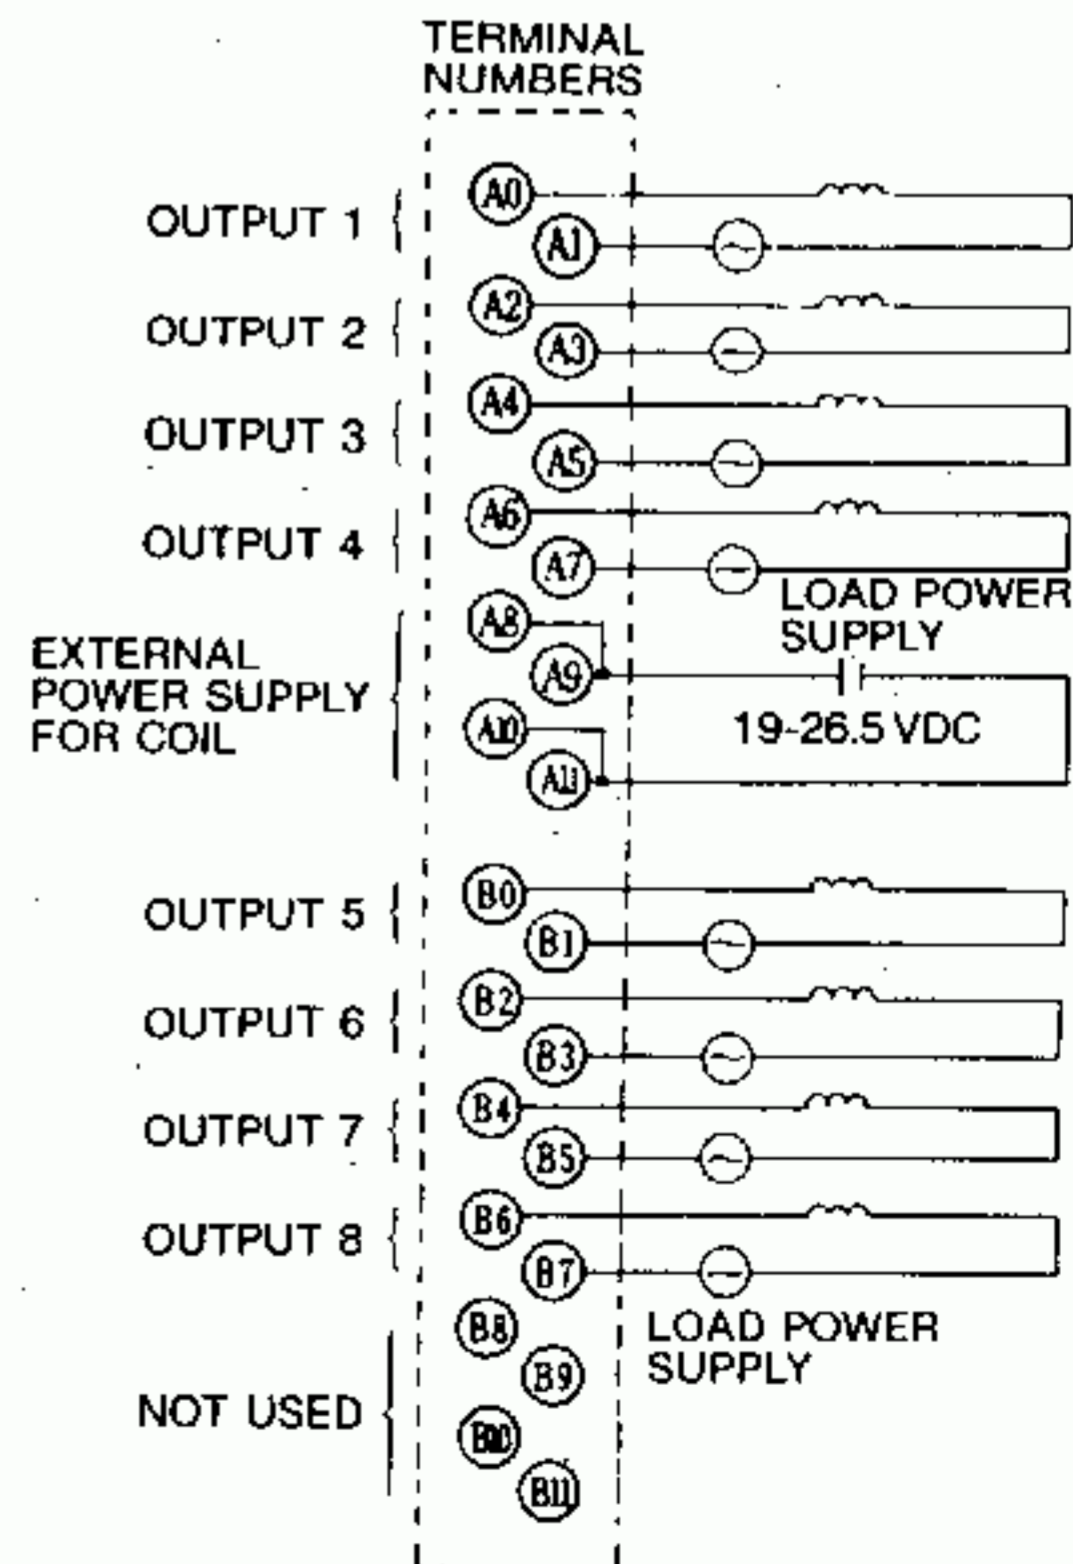 TERMINAL
NUMBERS
A0
OUTPUT 1
A1
A2
OUTPUT 2
A3
A4
OUTPUT 3
A5
A6
OUTPUT 4
A7
LOAD POWER
SUPPLY
A8
EXTERNAL
POWER SUPPLY
FOR COIL
A9
A10
19-26.5 VDC
A11
B0
OUTPUT 5
B1
B2
OUTPUT 6
B3
B4
OUTPUT 7
B5
B6
OUTPUT 8
B7
LOAD POWER
SUPPLY
B8
B9
NOT USED
B10
B11